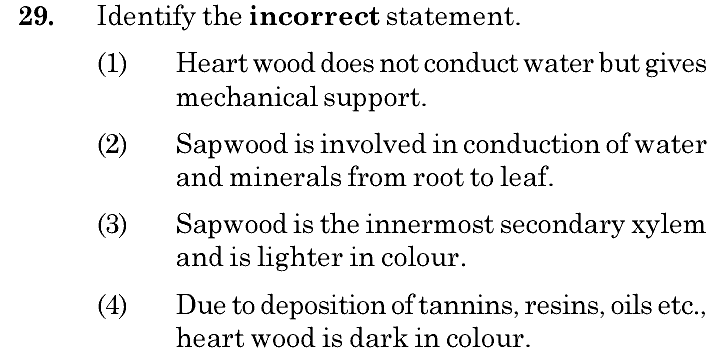 29. Identify the incorrect statement.
(1) Heart wood does not conduct water but gives
mechanical support.
(2) Sapwood is involved in conduction of water
and minerals from root to leaf.
(3) Sapwood is the innermost secondary xylem
and is lighter in colour.
(4) Due to deposition of tannins, resins, oils etc.,
heart wood is dark in colour.